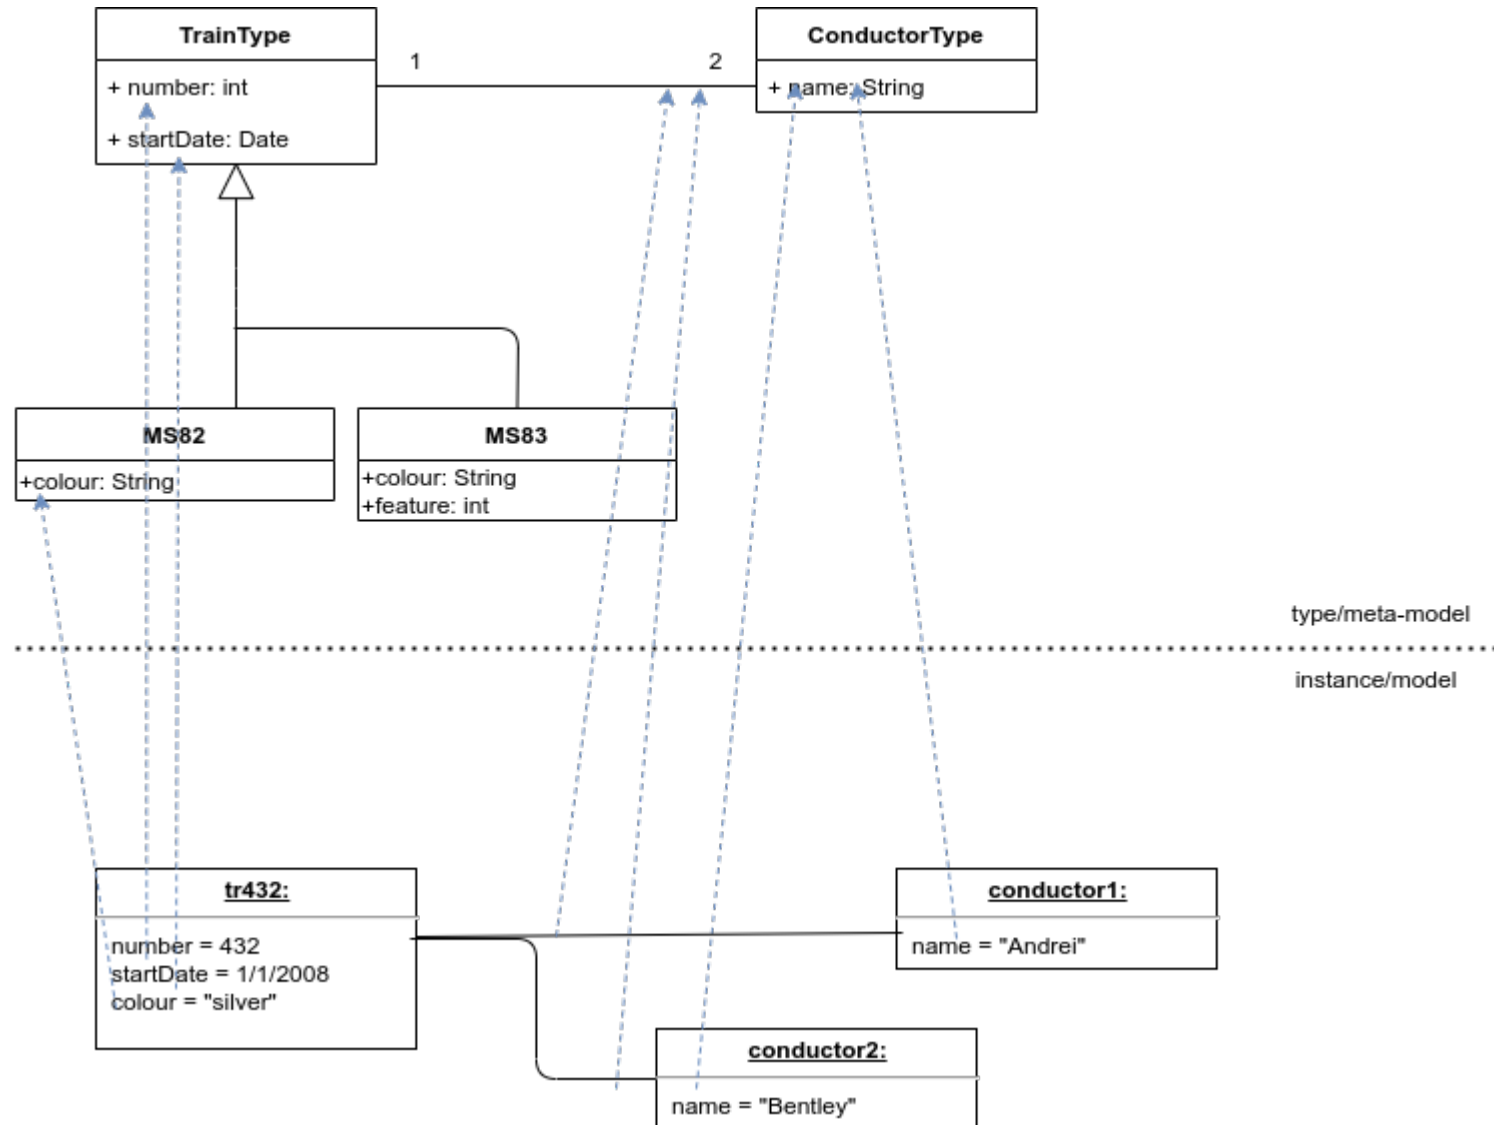 TrainType
+ number: int
+ startDate: Date
1
2
ConductorType
+ name: String
MS82
+colour: String
MS83
+colour: String
+feature: int
type/meta-model
instance/model
tr432:
number = 432
startDate = 1/1/2008
colour = "silver"
conductor1:
name = "Andrei"
conductor2:
name = "Bentley"